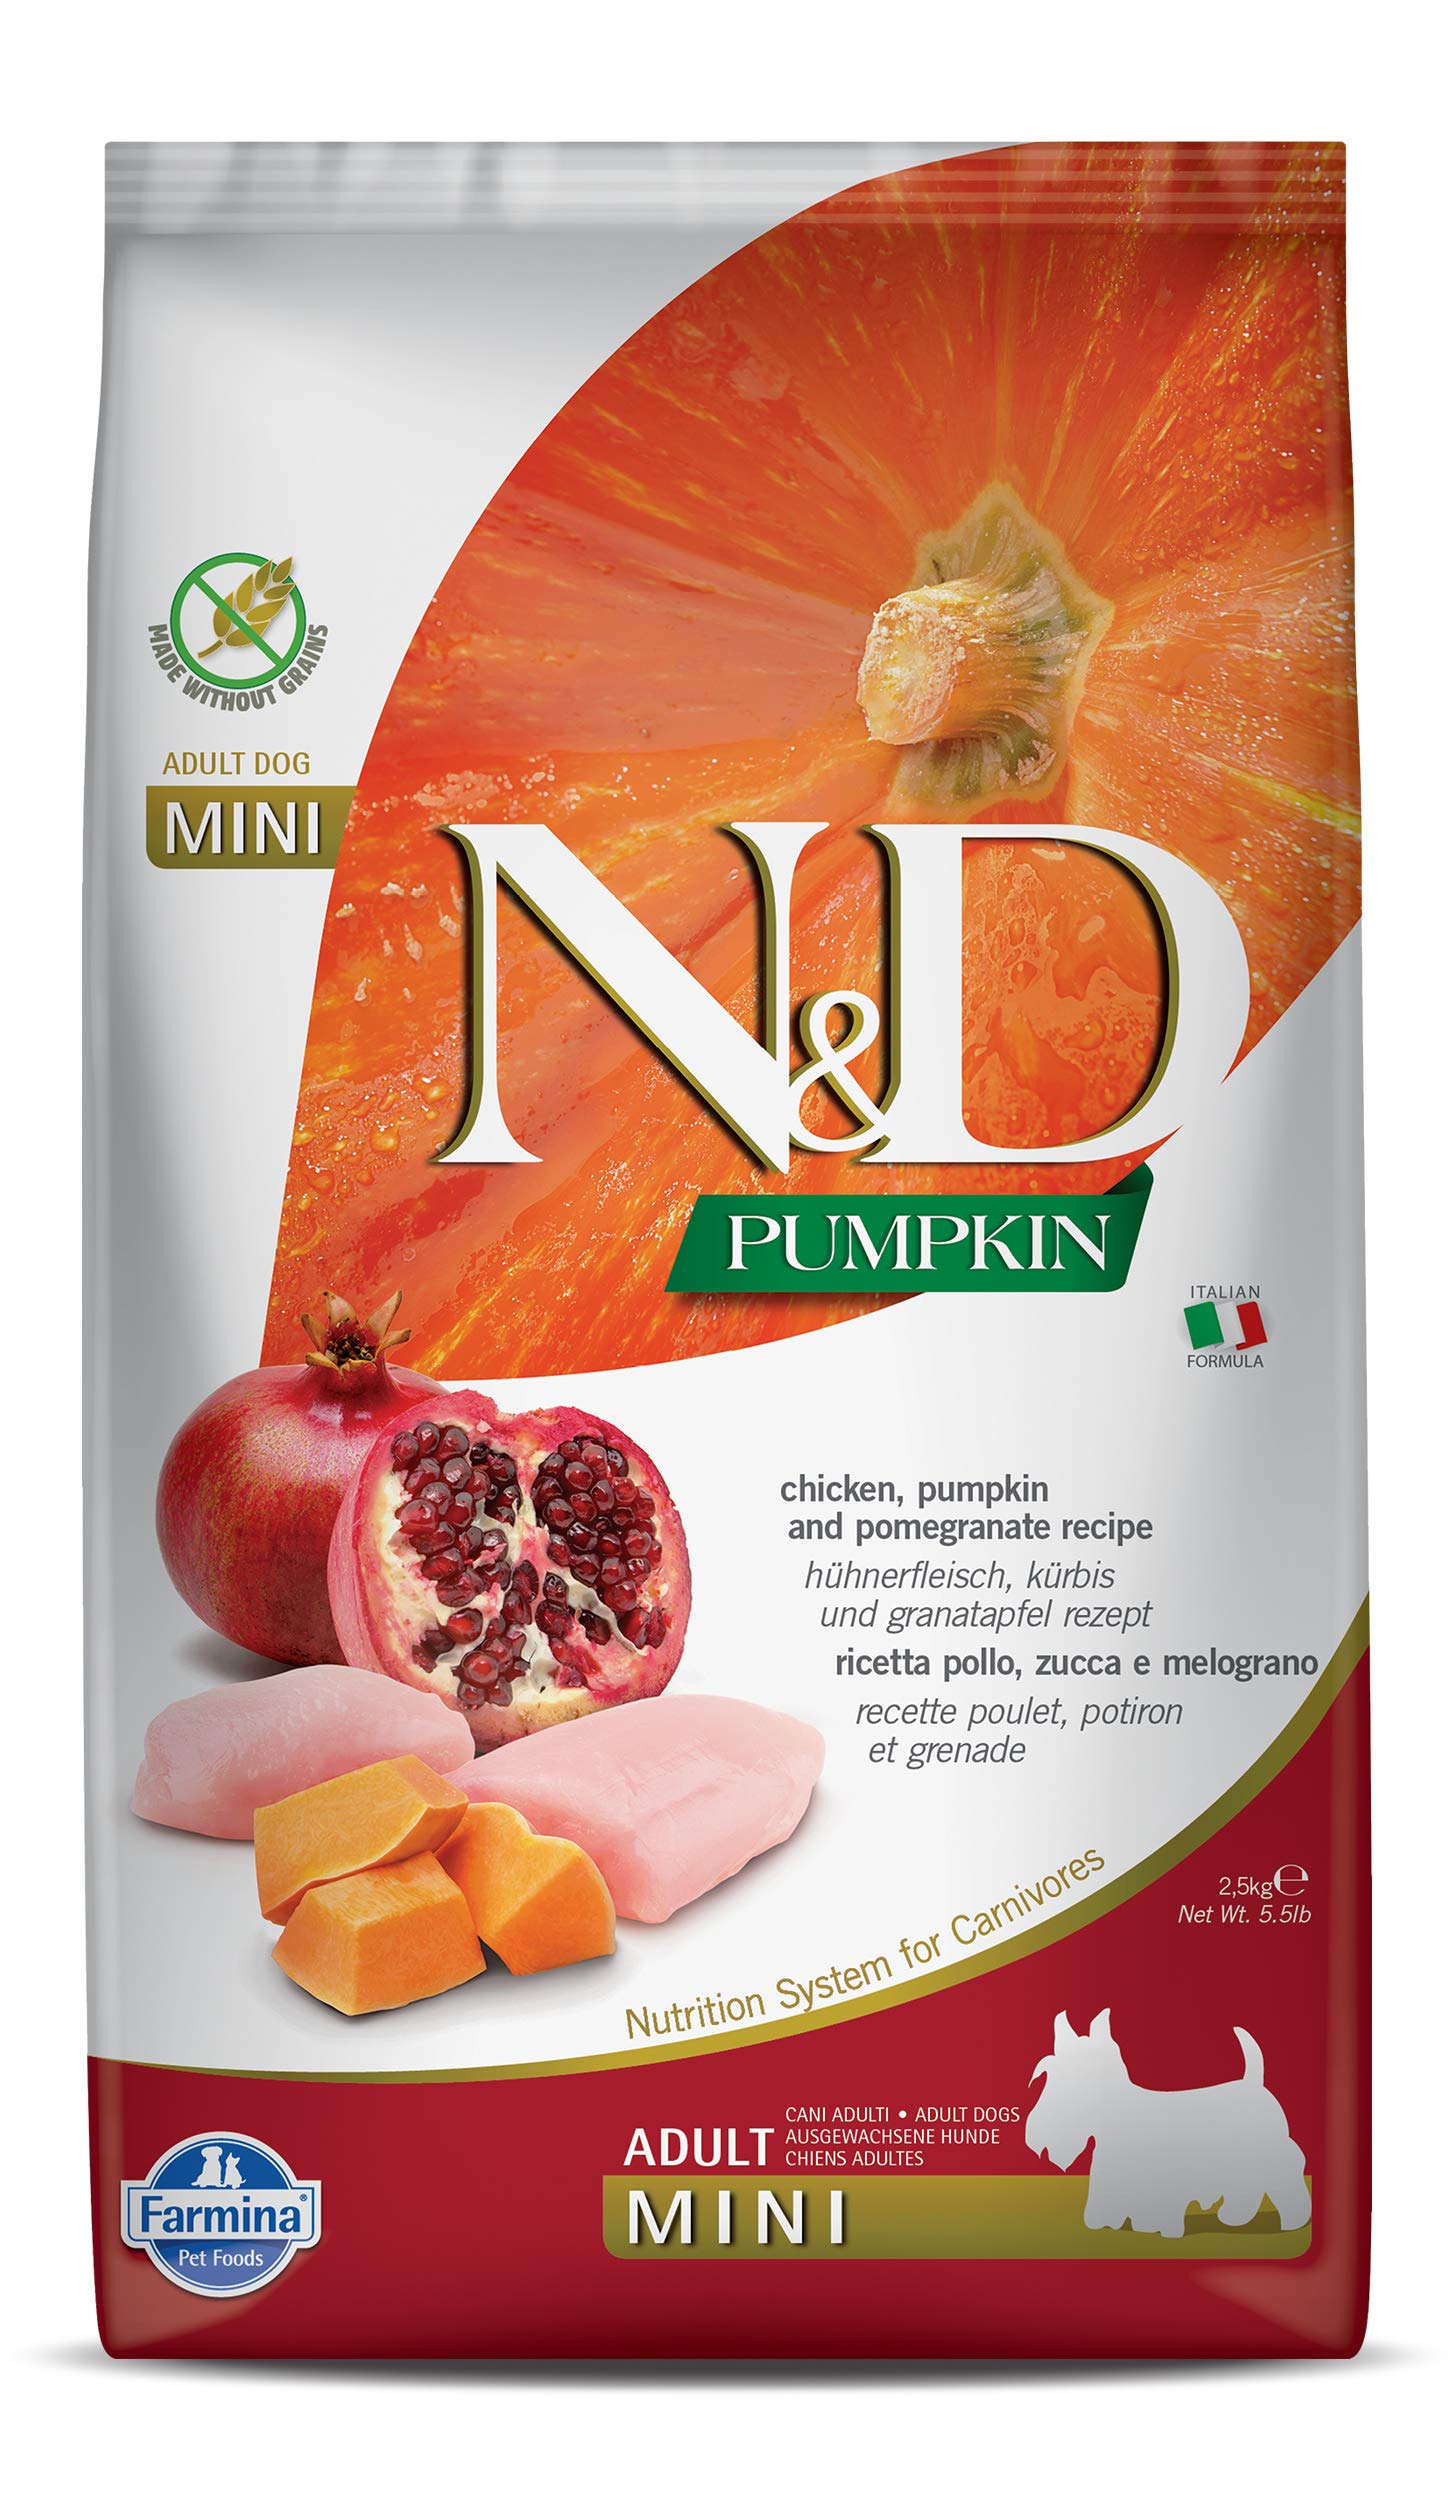 MADE WITHOUT GRAINS
ADULT DOG
MINI
N&D
PUMPKIN
ITALIAN
FORMULA
chicken, pumpkin
and pomegranate recipe
hühnerfleisch, kürbis
und granatapfel rezept
ricetta pollo, zucca e melograno
recette poulet, potiron
et grenade
2,5kg℮
Net Wt. 5.5lb
Nutrition System for Carnivores
ADULT
CANI ADULTI • ADULT DOGS
AUSGEWACHSENE HUNDE
CHIENS ADULTES
MINI
Farmina®
Pet Foods